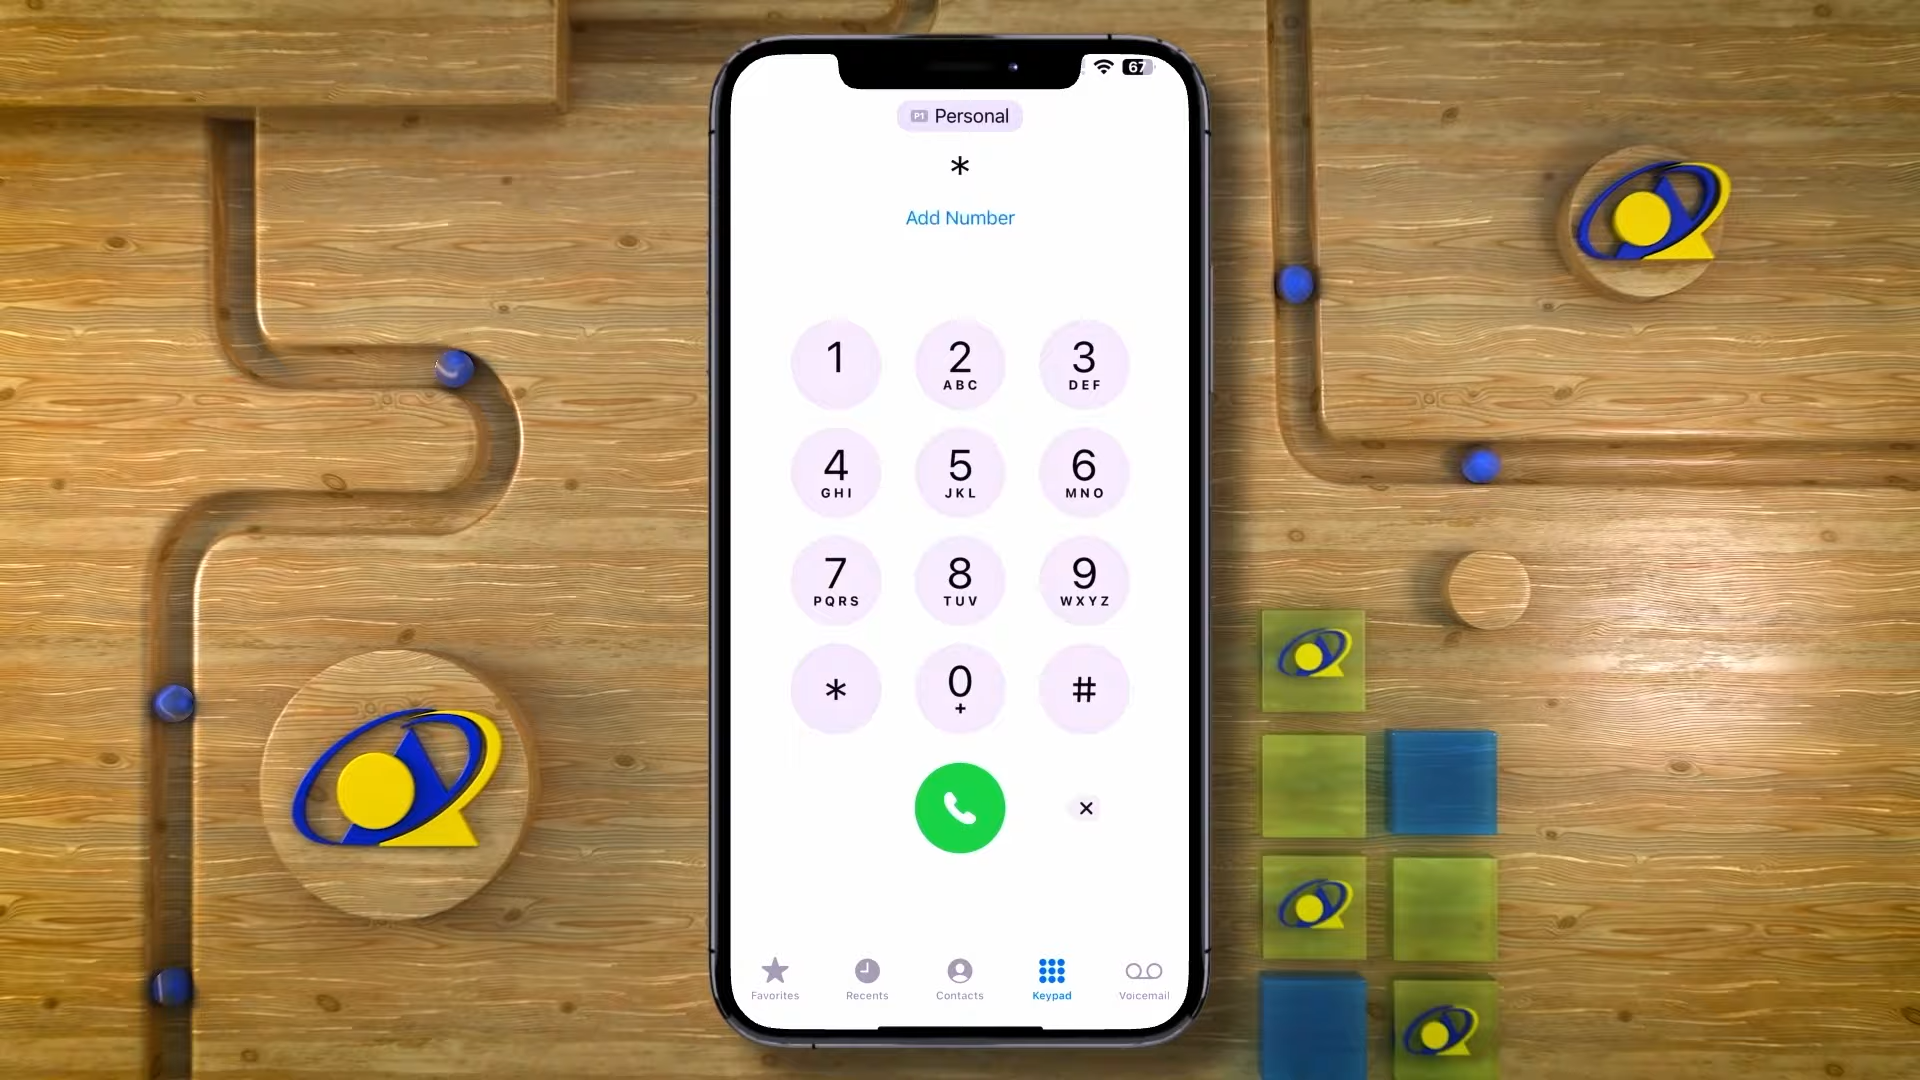 67
P1 Personal
*
Add Number
1
2
ABC
3
DEF
4
GHI
5
JKL
6
MNO
7
PQRS
8
TUV
9
WXYZ
*
0
+
#
Favorites
Recents
Contacts
Keypad
Voicemail